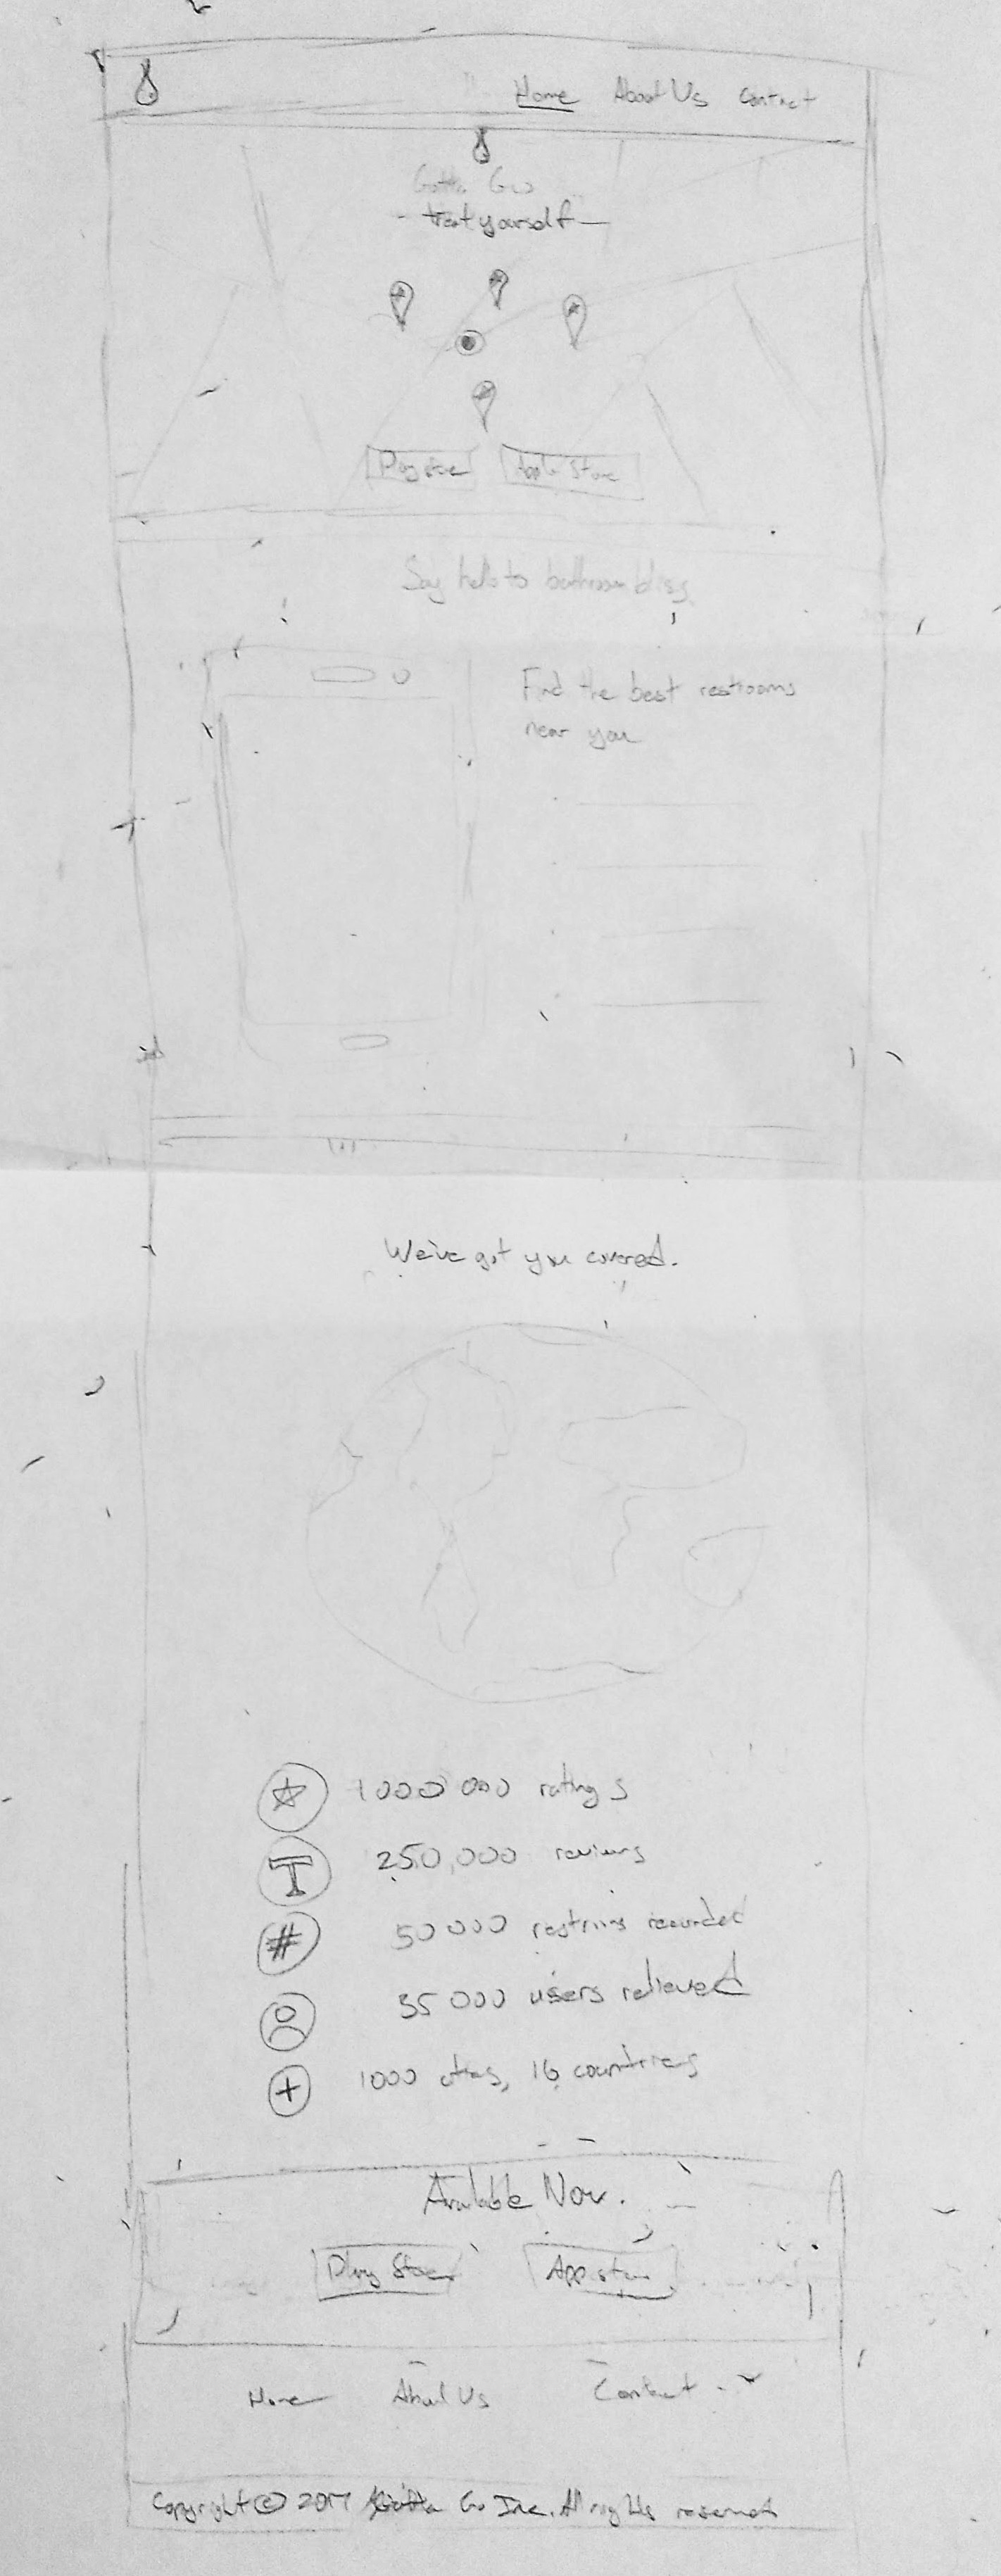 Home About Us Contact
Gotta Go
- treat yourself -
Play Store Apple Store
Say hello to bathroom bliss.
Find the best restrooms
near you
We've got you covered.
1000 000 ratings
T 250,000 reviews
# 50 000 restrooms recorded
35 000 users relieved
+ 1000 cities, 16 countries
Available Now.
Play Store App store
Home About Us Contact
Copyright © 2017 Gotta Go Inc. All rights reserved